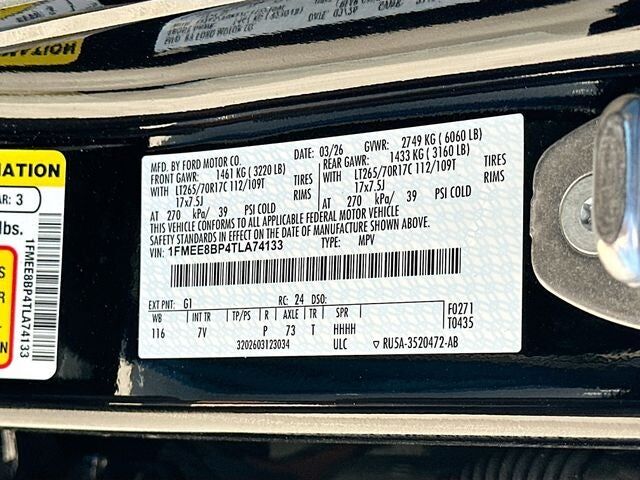 MFD. BY FORD MOTOR CO.
DATE: 03/26 GVWR: 2749 KG ( 6060 LB)
FRONT GAWR: 1461 KG ( 3220 LB) REAR GAWR: 1433 KG ( 3160 LB)
WITH LT265/70R17C 112/109T TIRES WITH LT265/70R17C 112/109T TIRES
17x7.5J RIMS 17x7.5J RIMS
AT 270 kPa/ 39 PSI COLD AT 270 kPa/ 39 PSI COLD
THIS VEHICLE CONFORMS TO ALL APPLICABLE FEDERAL MOTOR VEHICLE
SAFETY STANDARDS IN EFFECT ON THE DATE OF MANUFACTURE SHOWN ABOVE.
VIN: 1FMEE8BP4TLA74133 TYPE: MPV
EXT PNT: G1 RC: 24 DSO: F0271
WB INT TR TP/PS R AXLE TR SPR T0435
116 7V P 73 T HHHH
3202603123034 ULC RU5A-3520472-AB
MATION
AR: 3
lbs.
1FMEE8BP4TLA74133